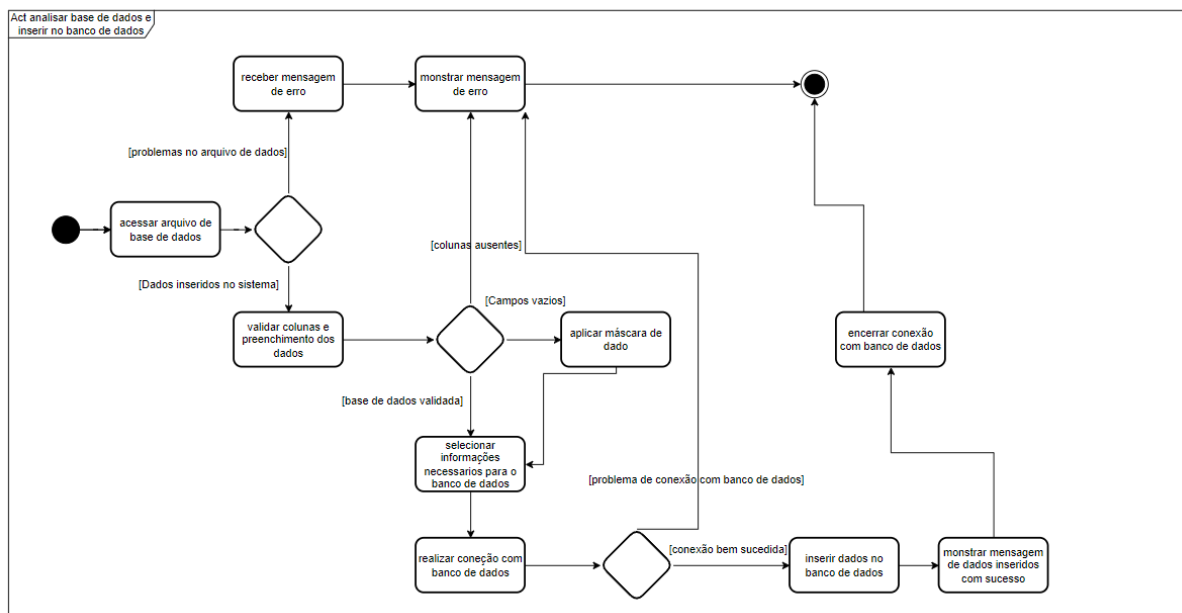 Act analisar base de dados e
inserir no banco de dados
receber mensagem
de erro
monstrar mensagem
de erro
[problemas no arquivo de dados]
acessar arquivo de
base de dados
[colunas ausentes]
[Dados inseridos no sistema]
[Campos vazios]
validar colunas e
preenchimento dos
dados
aplicar máscara de
dado
encerrar conexão
com banco de dados
[base de dados validada]
selecionar
informações
necessarios para o
banco de dados
[problema de conexão com banco de dados]
realizar coneção com
banco de dados
[conexão bem sucedida]
inserir dados no
banco de dados
monstrar mensagem
de dados inseridos
com sucesso